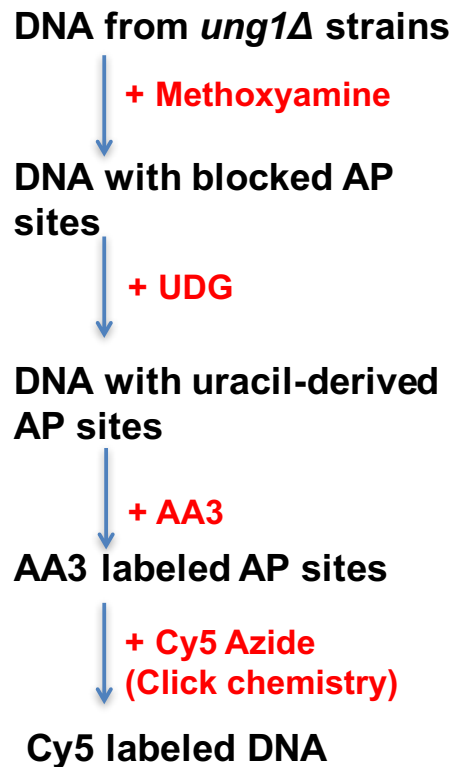 DNA from ung1Δ strains
+ Methoxyamine
DNA with blocked AP
sites
+ UDG
DNA with uracil-derived
AP sites
+ AA3
AA3 labeled AP sites
+ Cy5 Azide
(Click chemistry)
Cy5 labeled DNA